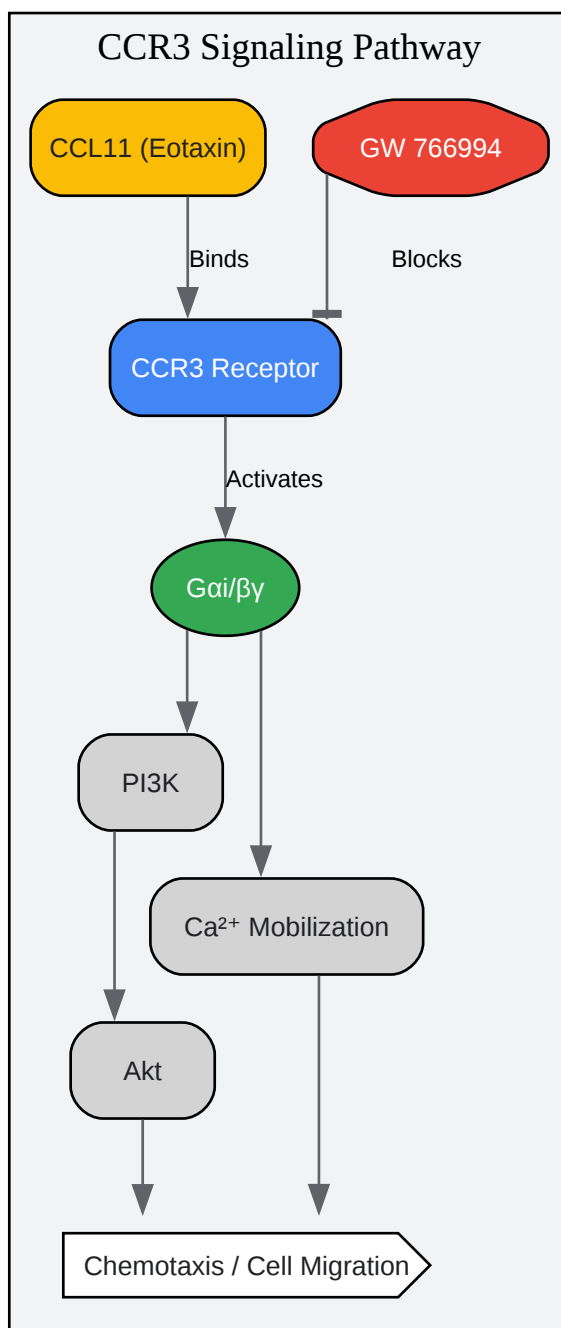 CCR3 Signaling Pathway
CCL11 (Eotaxin)
GW 766994
Binds
Blocks
CCR3 Receptor
Activates
Gαi/βγ
PI3K
Ca²⁺ Mobilization
Akt
Chemotaxis / Cell Migration